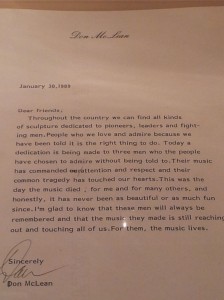 Don McLean
January 20,1989
Dear friends,
Throughout the country we can find all kinds
of sculpture dedicated to pioneers, leaders and fight-
ing men.People who we love and admire because we
have been told it is the right thing to do. Today a
dedication is being made to three men who the people
have chosen to admire without being told to.Their music
has commended our attention and respect and their
common tragedy has touched our hearts.This was the
day the music died ; for me and for many others, and
honestly, it has never been as beautiful or as much fun
since.I'm glad to know that these men will always be
remembered and that the music they made is still reaching
out and touching all of us.For them, the music lives.
Sincerely
Don
Don McLean